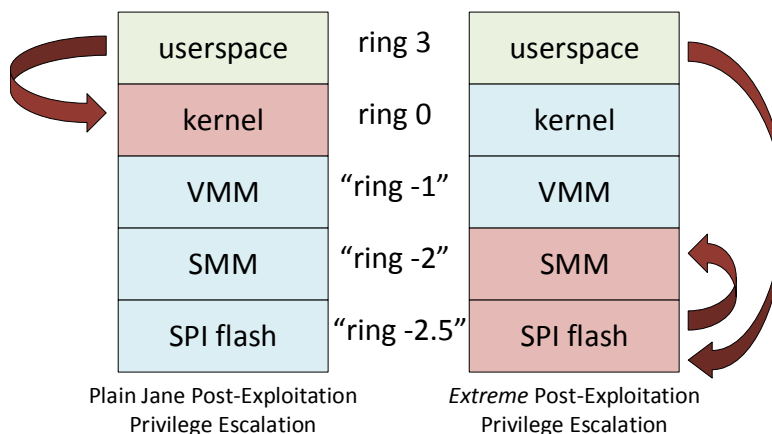 userspace ring 3 userspace
kernel ring 0 kernel
VMM “ring -1” VMM
SMM “ring -2” SMM
SPI flash “ring -2.5” SPI flash
Plain Jane Post-Exploitation
Privilege Escalation
Extreme Post-Exploitation
Privilege Escalation